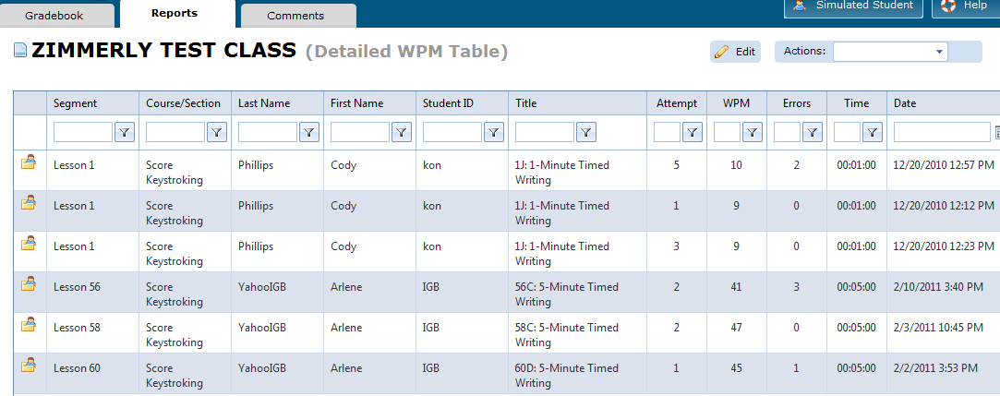 Gradebook Reports Comments Simulated Student Help
ZIMMERLY TEST CLASS (Detailed WPM Table) Edit Actions:
Segment Course/Section Last Name First Name Student ID Title Attempt WPM Errors Time Date
Lesson 1 Score Phillips Cody kon 1J: 1-Minute Timed 5 10 2 00:01:00 12/20/2010 12:57 PM
Keystroking Writing
Lesson 1 Score Phillips Cody kon 1J: 1-Minute Timed 1 9 0 00:01:00 12/20/2010 12:12 PM
Keystroking Writing
Lesson 1 Score Phillips Cody kon 1J: 1-Minute Timed 3 9 0 00:01:00 12/20/2010 12:23 PM
Keystroking Writing
Lesson 56 Score YahooIGB Arlene IGB 56C: 5-Minute Timed 2 41 3 00:05:00 2/10/2011 3:40 PM
Keystroking Writing
Lesson 58 Score YahooIGB Arlene IGB 58C: 5-Minute Timed 2 47 0 00:05:00 2/3/2011 10:45 PM
Keystroking Writing
Lesson 60 Score YahooIGB Arlene IGB 60D: 5-Minute Timed 1 45 1 00:05:00 2/2/2011 3:53 PM
Keystroking Writing